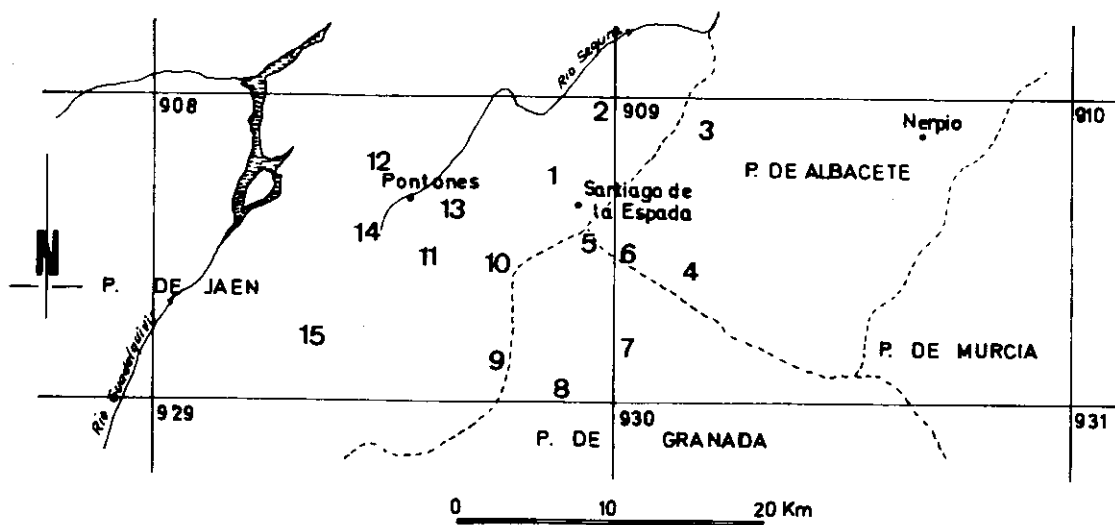 Rio Segura
908
2
909
3
910
Nerpio
12
1
P. DE ALBACETE
Pontones
13
Santiago de
la Espada
14
11
10
5
6
4
N
P. DE JAEN
15
7
9
8
P. DE MURCIA
Rio Guadalquivir
929
930
931
P. DE GRANADA
0 10 20 Km